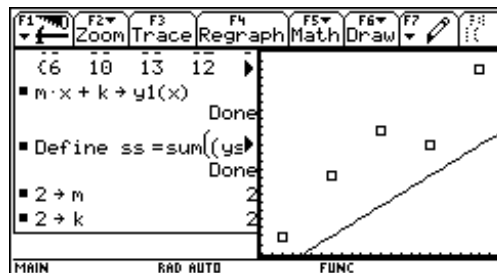 F1 F2 F3 F4 F5 F6 F7
Zoom Trace Regraph Math Draw
{6 10 13 12
m·x + k → y1(x)
Done
Define ss =sum((ys
Done
2 → m 2
2 → k 2
MAIN RAD AUTO FUNC